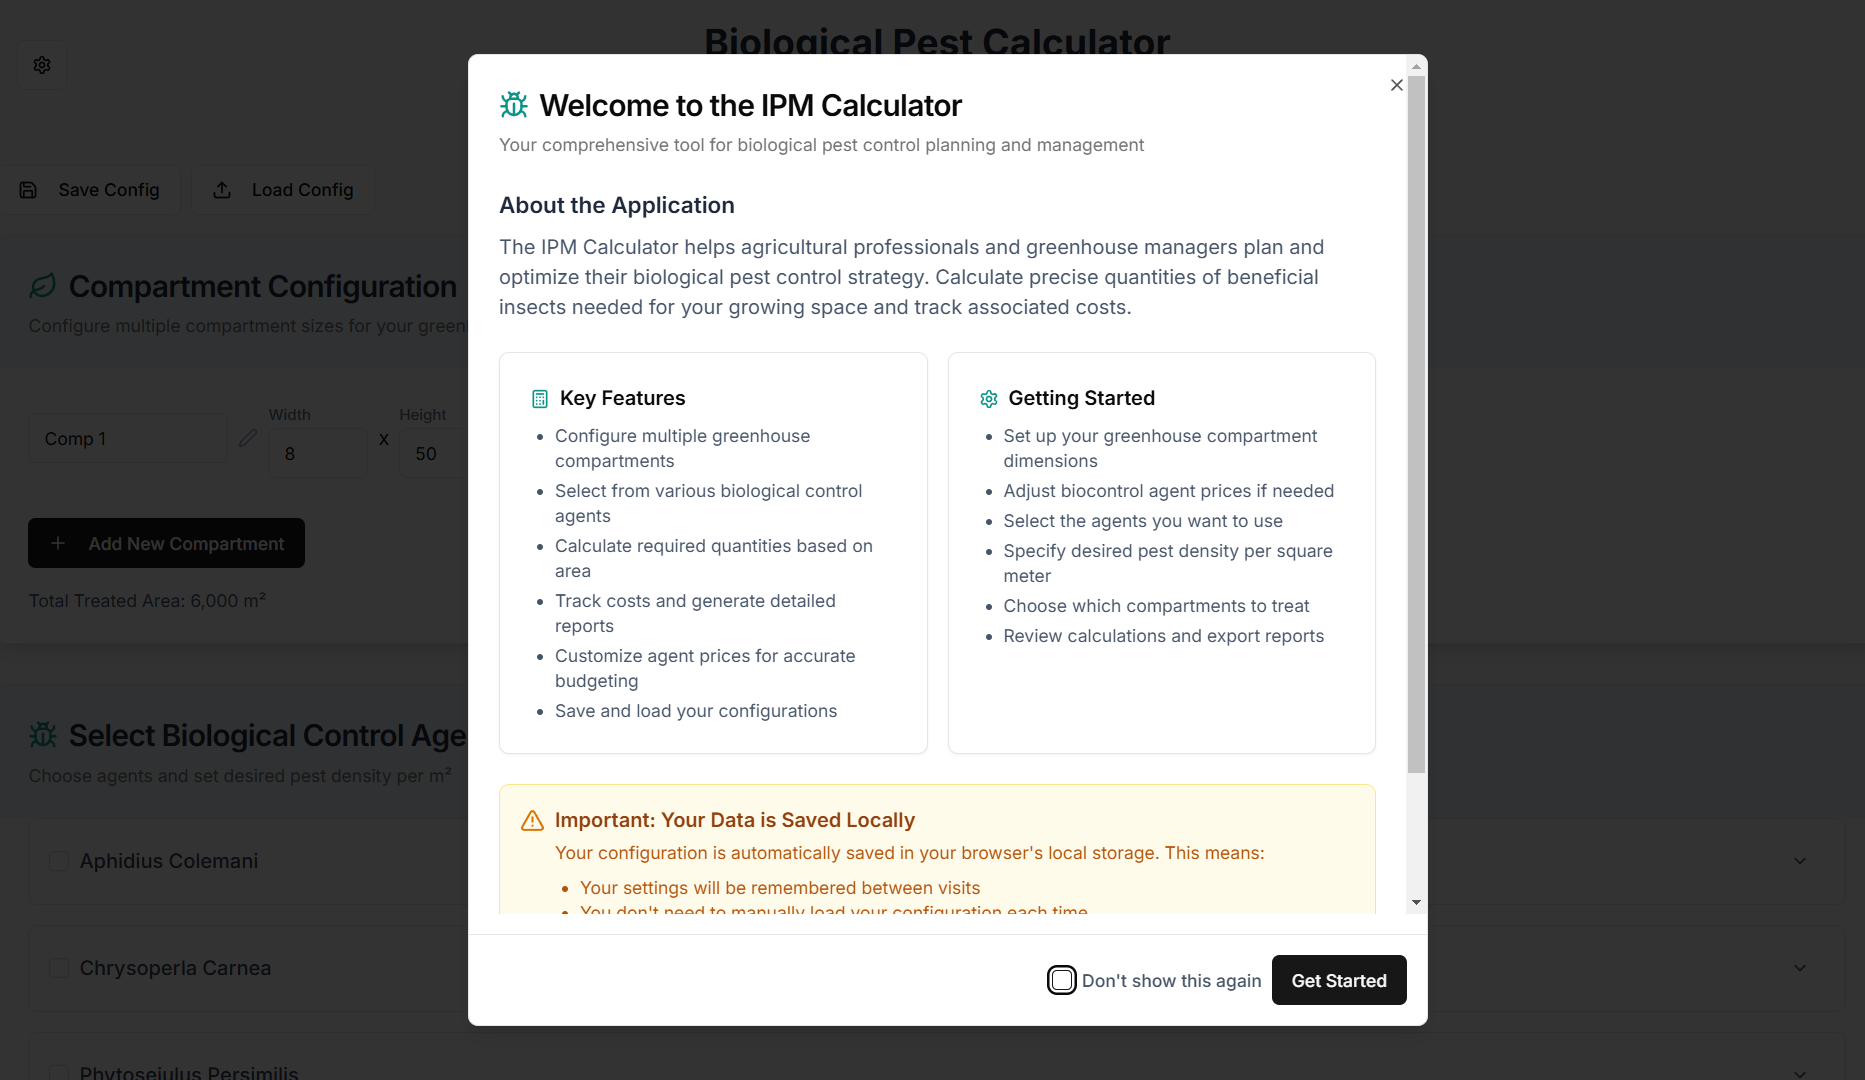 Biological Pest Calculator
Save Config
Load Config
Compartment Configuration
Configure multiple compartment sizes for your green
Comp 1
Width
8
X
Height
50
Add New Compartment
Total Treated Area: 6,000 m²
Select Biological Control Age
Choose agents and set desired pest density per m²
Aphidius Colemani
Chrysoperla Carnea
Phytoseiulus Persimilis
Welcome to the IPM Calculator
Your comprehensive tool for biological pest control planning and management
About the Application
The IPM Calculator helps agricultural professionals and greenhouse managers plan and
optimize their biological pest control strategy. Calculate precise quantities of beneficial
insects needed for your growing space and track associated costs.
Key Features
• Configure multiple greenhouse
compartments
• Select from various biological control
agents
• Calculate required quantities based on
area
• Track costs and generate detailed
reports
• Customize agent prices for accurate
budgeting
• Save and load your configurations
Getting Started
• Set up your greenhouse compartment
dimensions
• Adjust biocontrol agent prices if needed
• Select the agents you want to use
• Specify desired pest density per square
meter
• Choose which compartments to treat
• Review calculations and export reports
Important: Your Data is Saved Locally
Your configuration is automatically saved in your browser's local storage. This means:
• Your settings will be remembered between visits
• You don't need to manually load your configuration each time
Don't show this again
Get Started